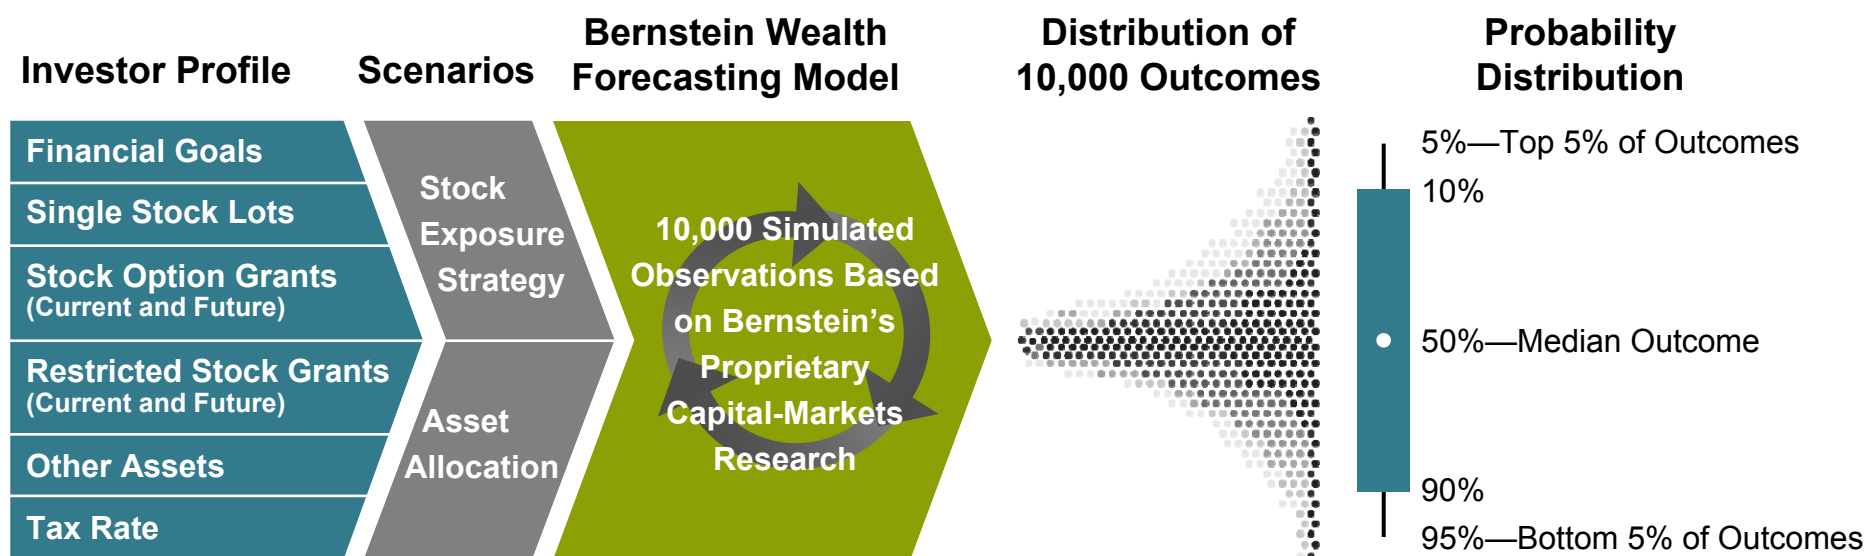 Investor Profile
Scenarios
Bernstein Wealth
Forecasting Model
Distribution of
10,000 Outcomes
Probability
Distribution
Financial Goals
Single Stock Lots
Stock Option Grants
(Current and Future)
Restricted Stock Grants
(Current and Future)
Other Assets
Tax Rate
Stock
Exposure
Strategy
Asset
Allocation
10,000 Simulated
Observations Based
on Bernstein’s
Proprietary
Capital-Markets
Research
5%—Top 5% of Outcomes
10%
50%—Median Outcome
90%
95%—Bottom 5% of Outcomes